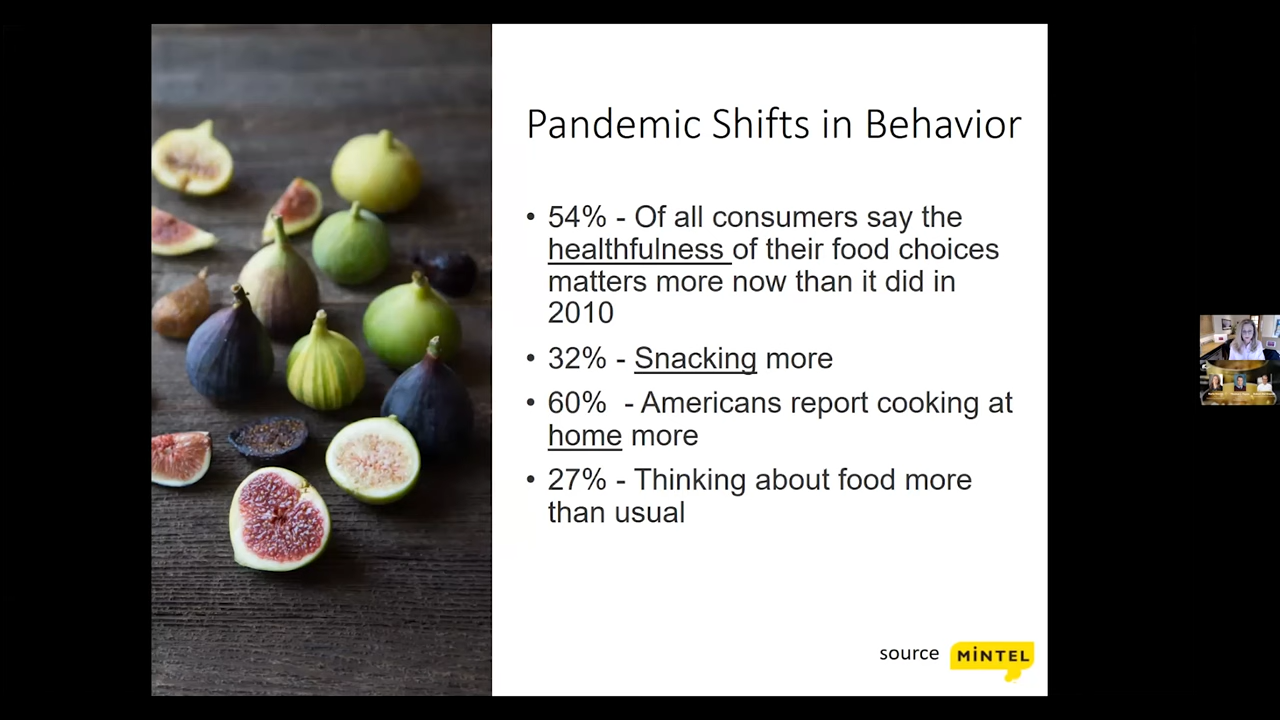 Pandemic Shifts in Behavior
• 54% - Of all consumers say the
healthfulness of their food choices
matters more now than it did in
2010
• 32% - Snacking more
• 60% - Americans report cooking at
home more
• 27% - Thinking about food more
than usual
source MiNTEL